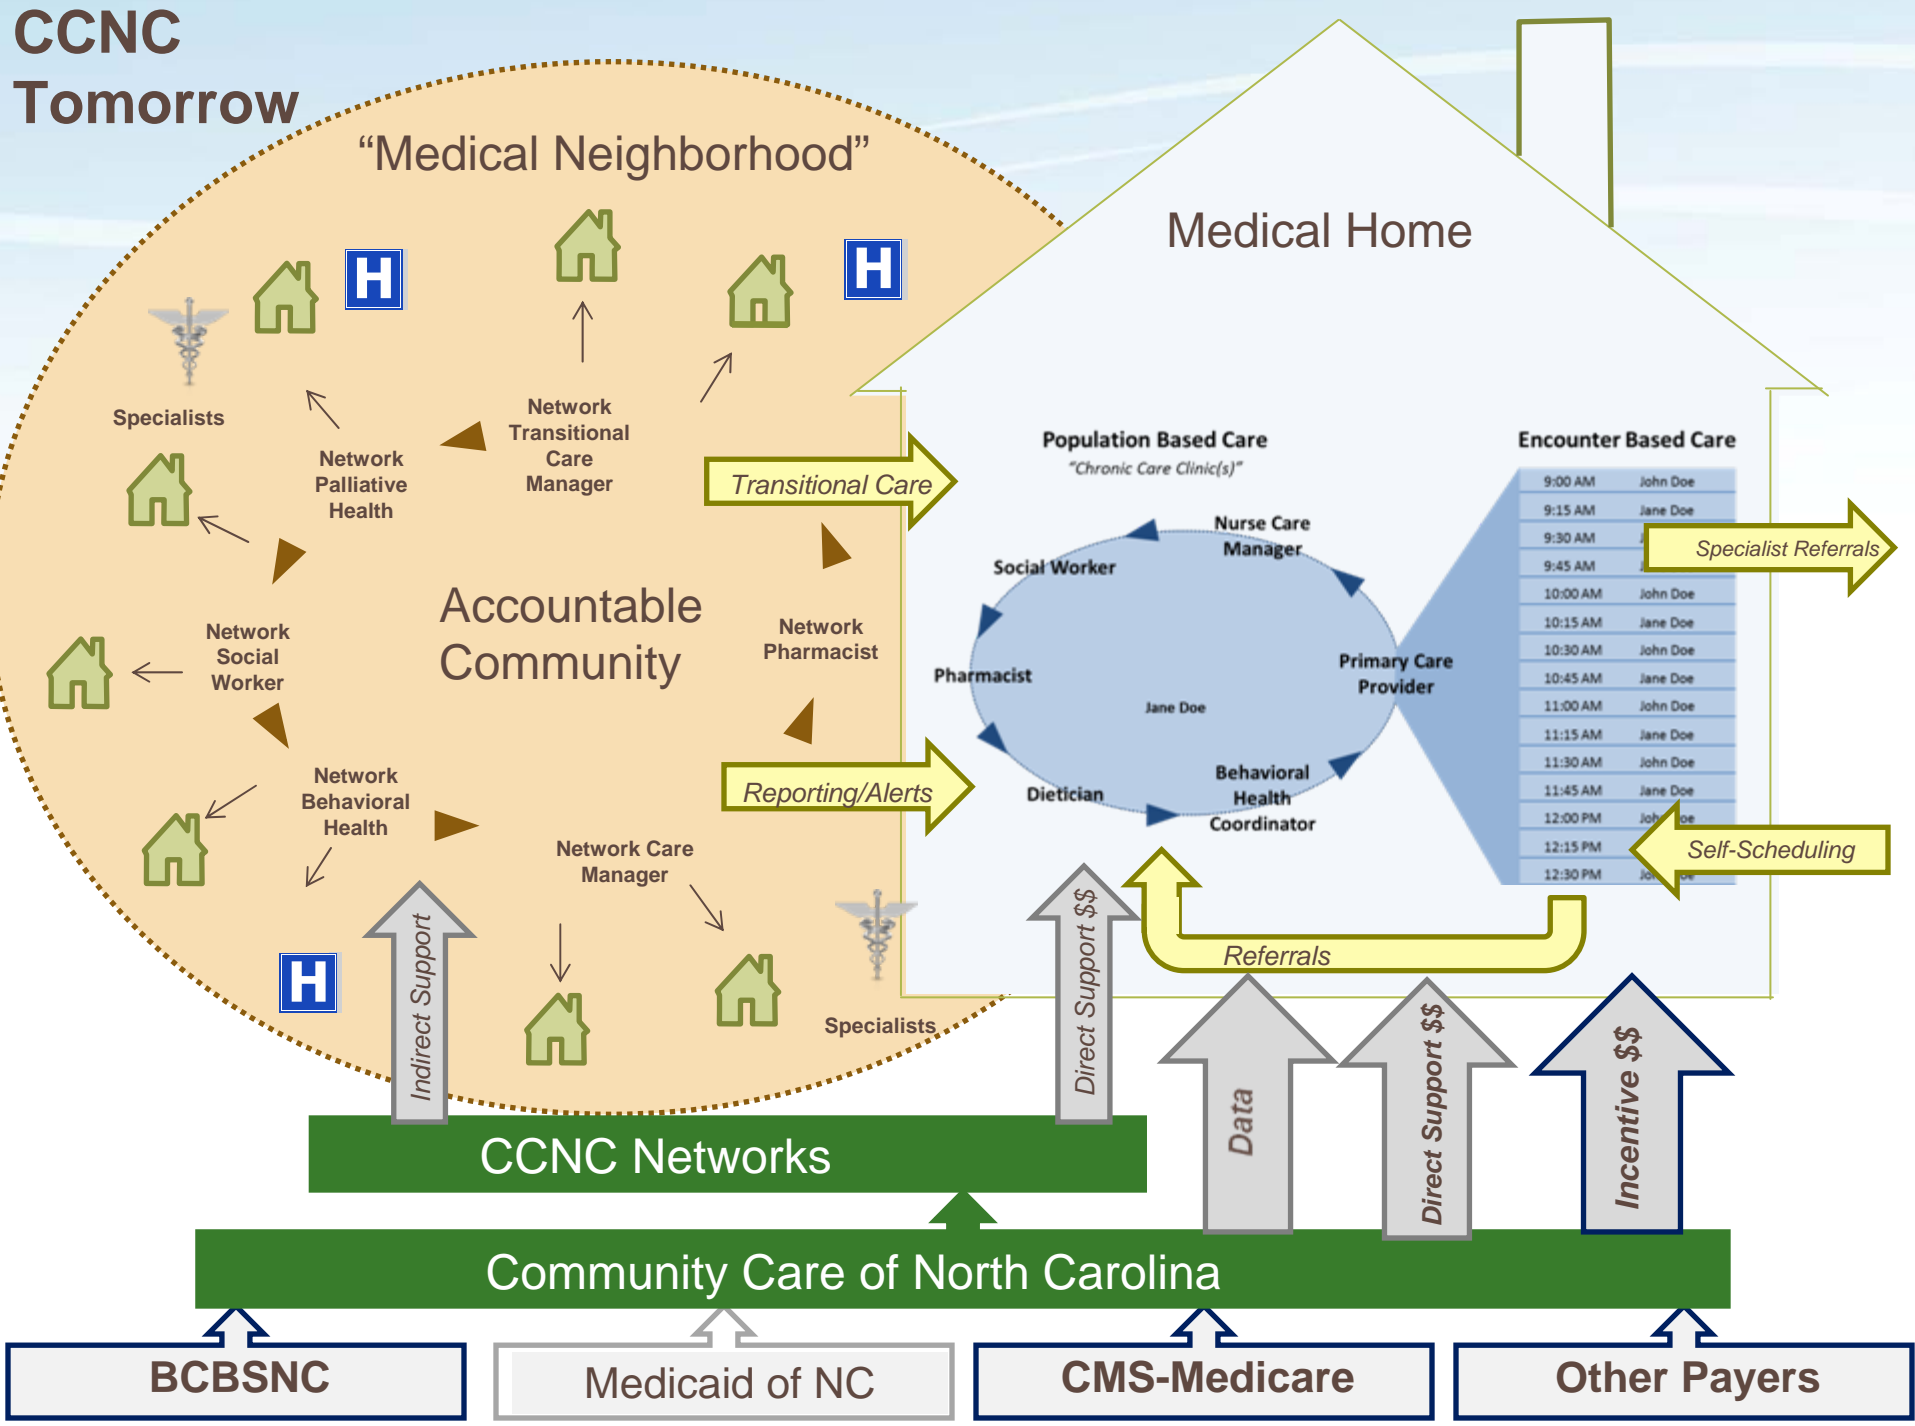 CCNC
Tomorrow
“Medical Neighborhood”
Medical Home
H
H
Specialists
Network
Palliative
Health
Network
Transitional
Care
Manager
Network
Social
Worker
Accountable
Community
Network
Pharmacist
Network
Behavioral
Health
Network Care
Manager
H
Specialists
Transitional Care
Reporting/Alerts
Population Based Care
"Chronic Care Clinic(s)"
Nurse Care
Manager
Social Worker
Pharmacist
Primary Care
Provider
Jane Doe
Dietician
Behavioral
Health
Coordinator
Encounter Based Care
9:00 AM John Doe
9:15 AM Jane Doe
9:30 AM
9:45 AM
10:00 AM John Doe
10:15 AM Jane Doe
10:30 AM John Doe
10:45 AM Jane Doe
11:00 AM John Doe
11:15 AM Jane Doe
11:30 AM John Doe
11:45 AM Jane Doe
12:00 PM
12:15 PM
12:30 PM
Specialist Referrals
Self-Scheduling
Referrals
Indirect Support
Direct Support $$
Data
Direct Support $$
Incentive $$
CCNC Networks
Community Care of North Carolina
BCBSNC
Medicaid of NC
CMS-Medicare
Other Payers